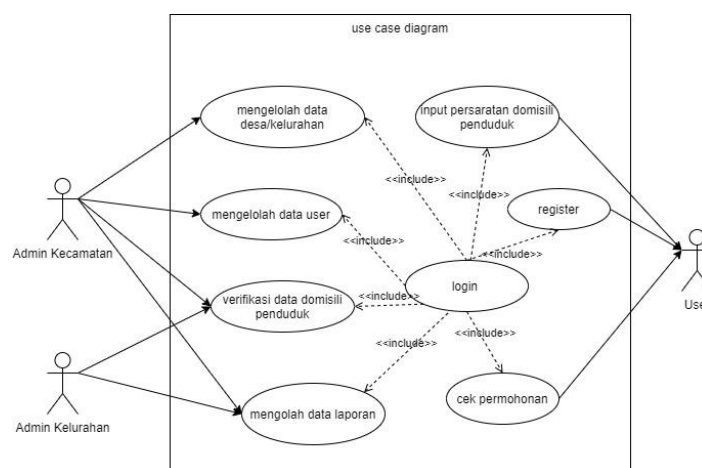 use case diagram
mengelolah data
desa/kelurahan
input persaratan domisili
penduduk
<<include>>
<<include>>
mengelolah data user
register
<<include>>
<<include>>
Admin Kecamatan
User
login
verifikasi data domisili
penduduk
<<include>>
<<include>>
<<include>>
Admin Kelurahan
mengolah data laporan
cek permohonan